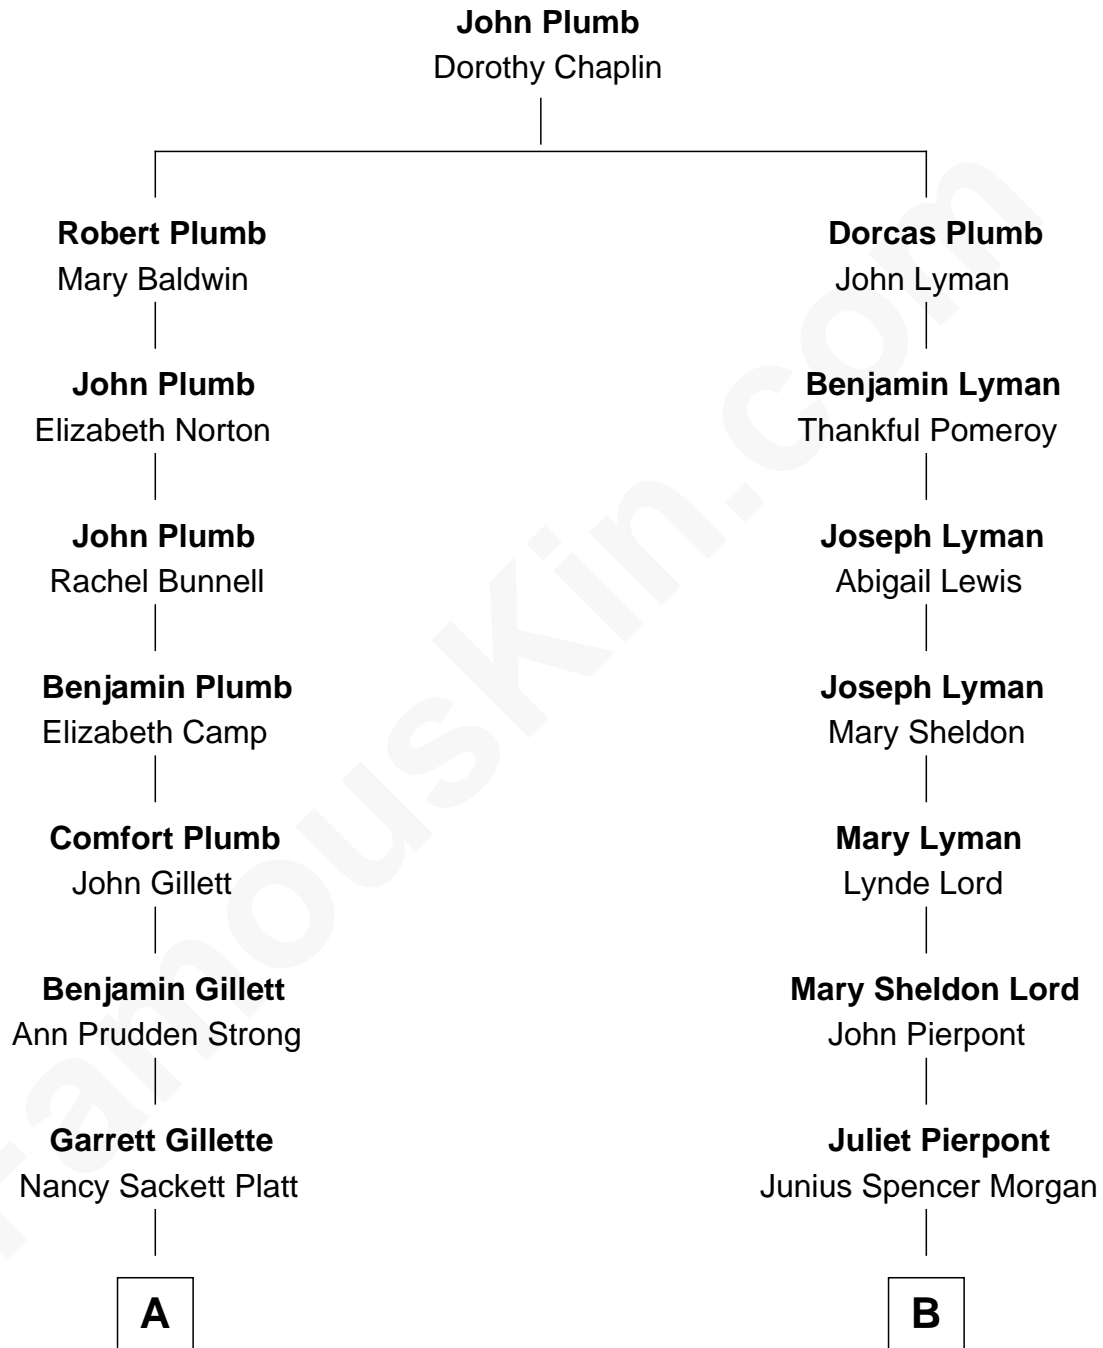 John Plumb
Dorothy Chaplin
Robert Plumb
Mary Baldwin
John Plumb
Elizabeth Norton
John Plumb
Rachel Bunnell
Benjamin Plumb
Elizabeth Camp
Comfort Plumb
John Gillett
Benjamin Gillett
Ann Prudden Strong
Garrett Gillette
Nancy Sackett Platt
A
Dorcas Plumb
John Lyman
Benjamin Lyman
Thankful Pomeroy
Joseph Lyman
Abigail Lewis
Joseph Lyman
Mary Sheldon
Mary Lyman
Lynde Lord
Mary Sheldon Lord
John Pierpont
Juliet Pierpont
Junius Spencer Morgan
B
FamousKin.com